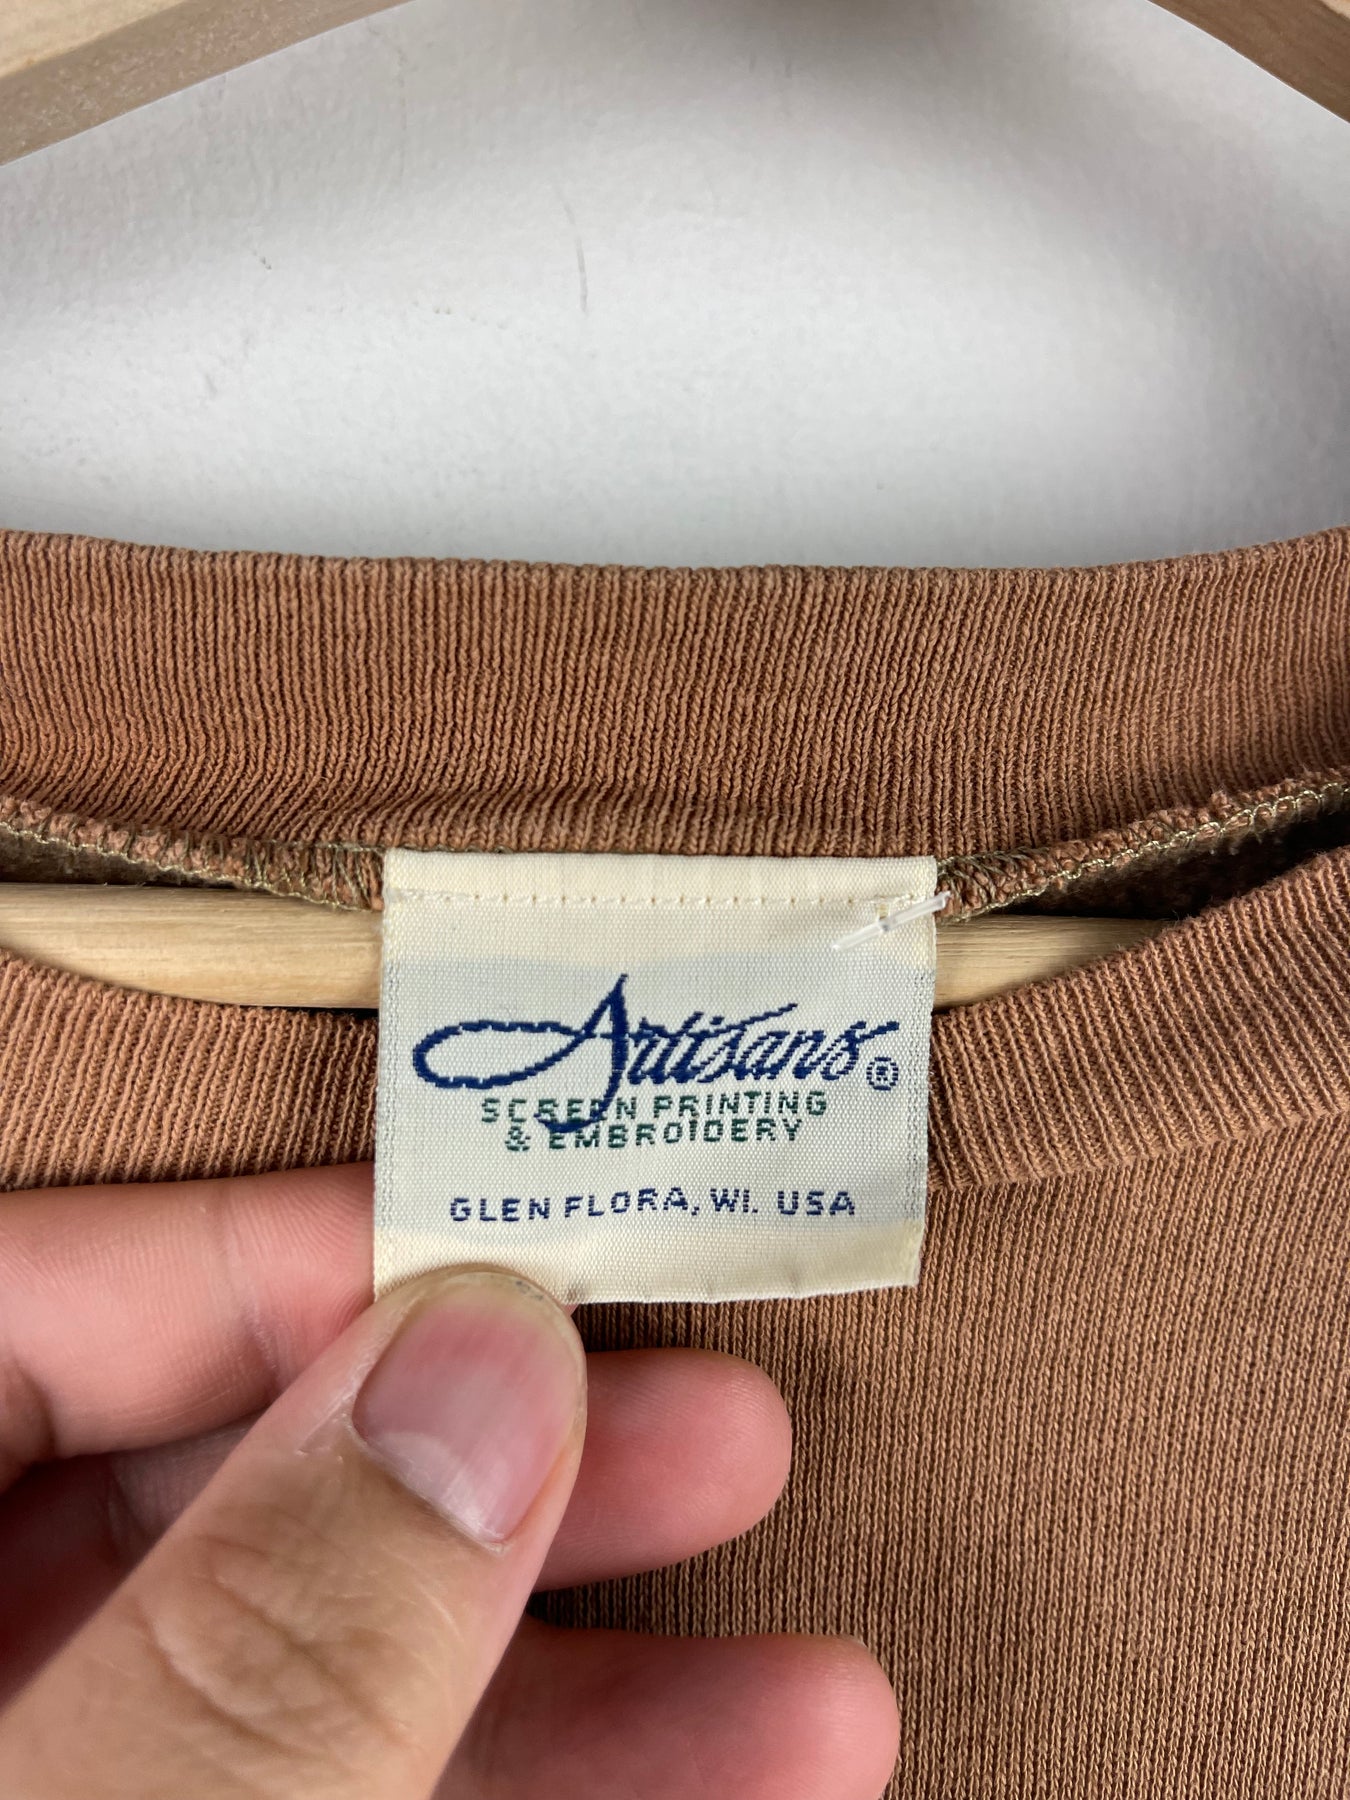 Artisans®
SCREEN PRINTING
& EMBROIDERY
GLEN FLORA, WI. USA